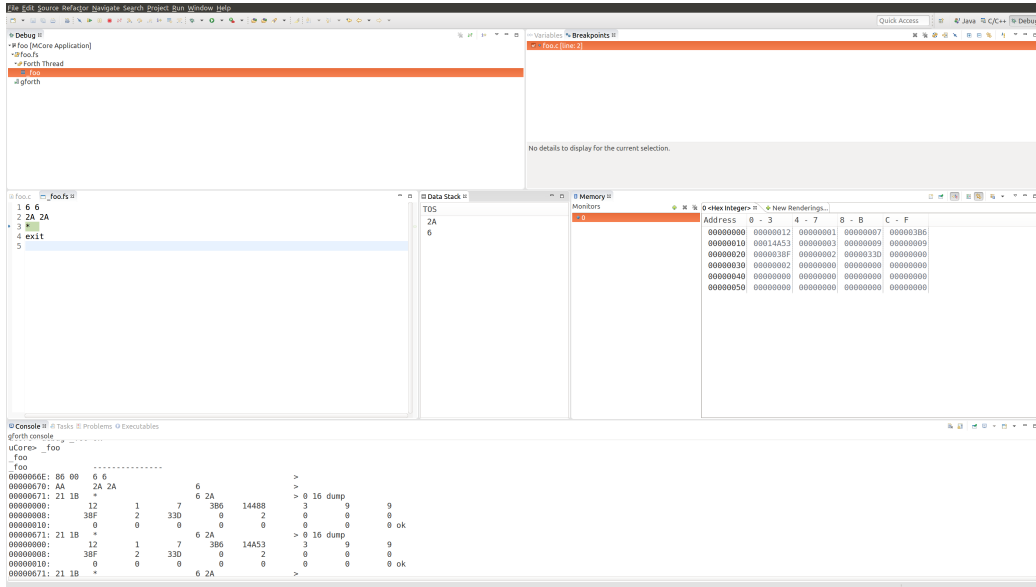 File Edit Source Refactor Navigate Search Project Run Window Help
Quick Access Java C/C++ Debug
Debug
foo [MCore Application]
foo.fs
Forth Thread
_foo
gforth
Variables Breakpoints
foo.c [line: 2]
No details to display for the current selection.
foo.c _foo.fs
1 6 6
2 2A 2A
3 *
4 exit
5
Data Stack
TOS
2A
6
Memory
Monitors
0
0 <Hex Integer> New Renderings...
Address 0 - 3 4 - 7 8 - B C - F
00000000 00000012 00000001 00000007 000003B6
00000010 00014A53 00000003 00000009 00000009
00000020 0000038F 00000002 0000033D 00000000
00000030 00000002 00000000 00000000 00000000
00000040 00000000 00000000 00000000 00000000
00000050 00000000 00000000 00000000 00000000
Console Tasks Problems Executables
gforth console
uCore> _foo
_foo
_foo ---------------
0000066E: 86 00 6 6 >
00000670: AA 2A 2A 6 >
00000671: 21 1B * 6 2A > 0 16 dump
00000000: 12 1 7 3B6 14488 3 9 9
00000008: 38F 2 33D 0 2 0 0 0
00000010: 0 0 0 0 0 0 0 0 ok
00000671: 21 1B * 6 2A > 0 16 dump
00000000: 12 1 7 3B6 14A53 3 9 9
00000008: 38F 2 33D 0 2 0 0 0
00000010: 0 0 0 0 0 0 0 0 ok
00000671: 21 1B * 6 2A >